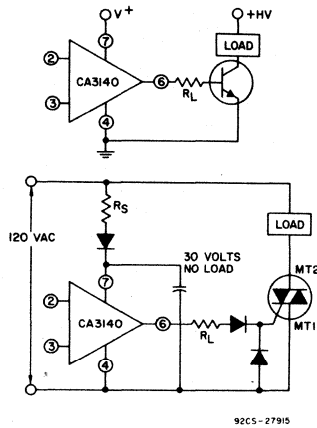 V+
+HV
7
LOAD
2
CA3140
6
RL
3
4
RS
120 VAC
LOAD
30 VOLTS
NO LOAD
MT2
7
2
CA3140
6
RL
MT1
3
4
92CS-27915